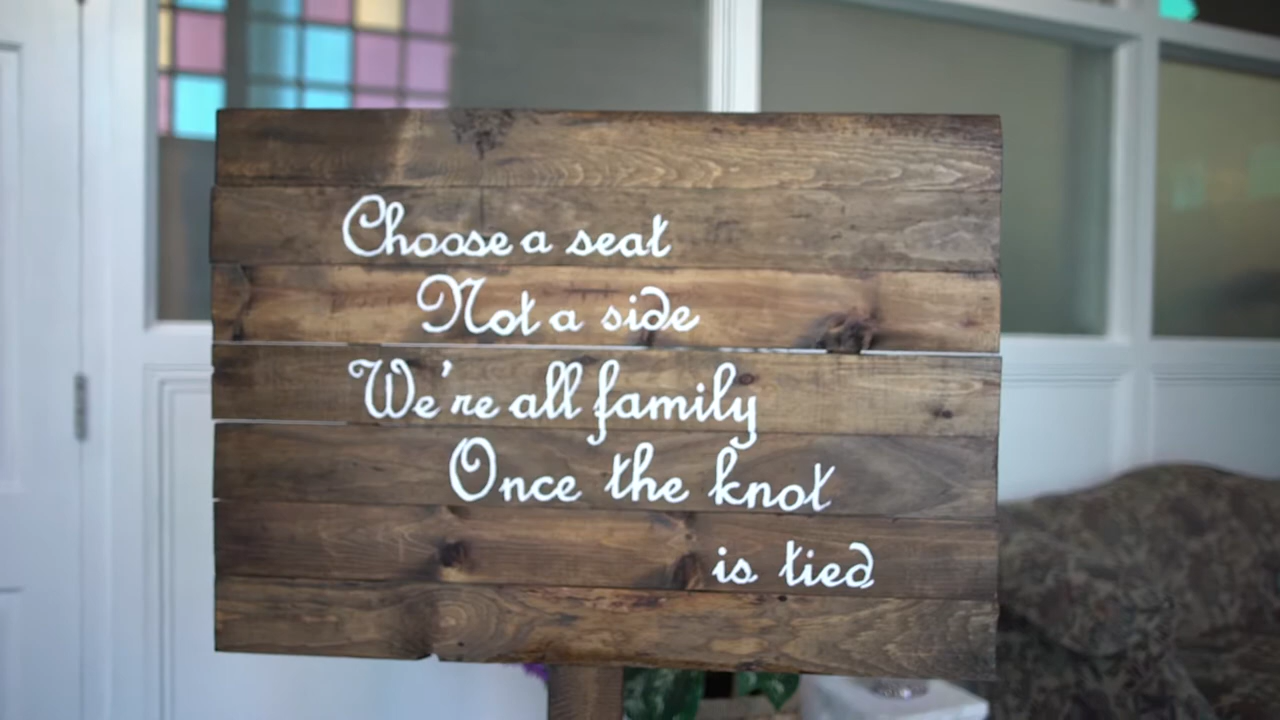 Choose a seat
Not a side
We're all family
Once the knot
is tied